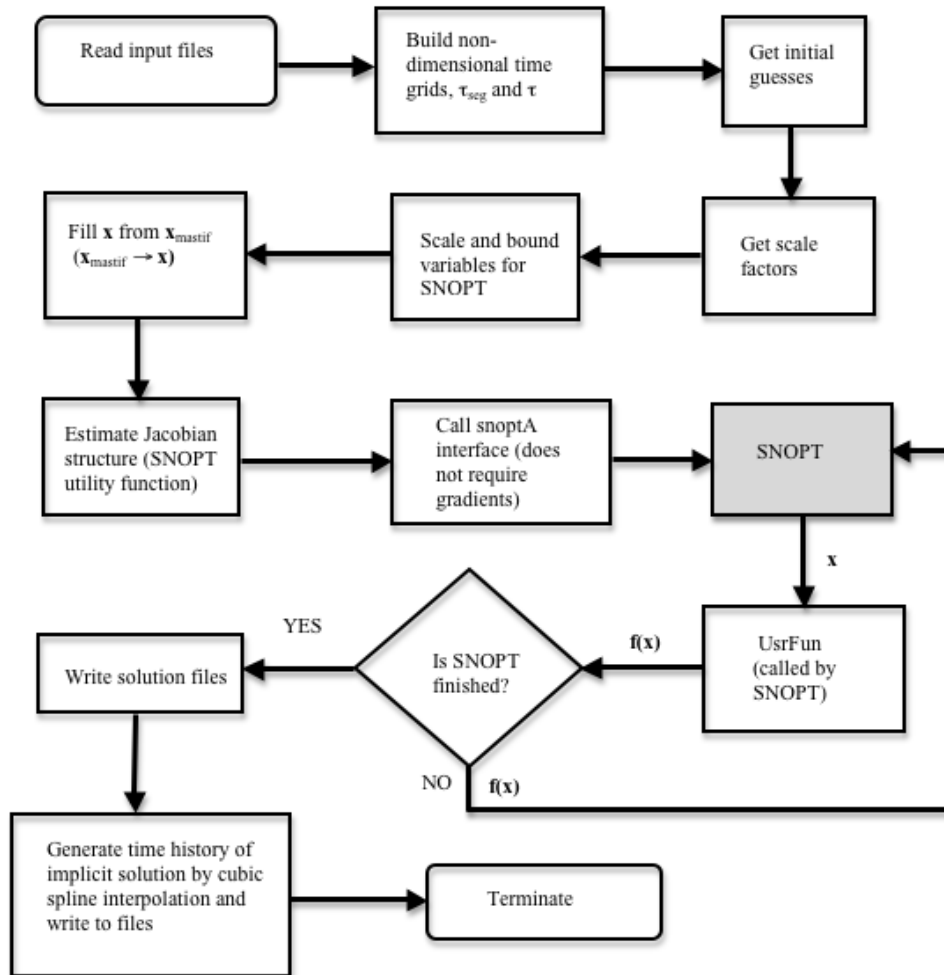 Read input files
Build non-
dimensional time
grids, τseg and τ
Get initial
guesses
Fill x from xmastif
(xmastif → x)
Scale and bound
variables for
SNOPT
Get scale
factors
Estimate Jacobian
structure (SNOPT
utility function)
Call snoptA
interface (does
not require
gradients)
SNOPT
x
YES
f(x)
UsrFun
(called by
SNOPT)
Is SNOPT
finished?
Write solution files
NO
f(x)
Generate time history of
implicit solution by cubic
spline interpolation and
write to files
Terminate